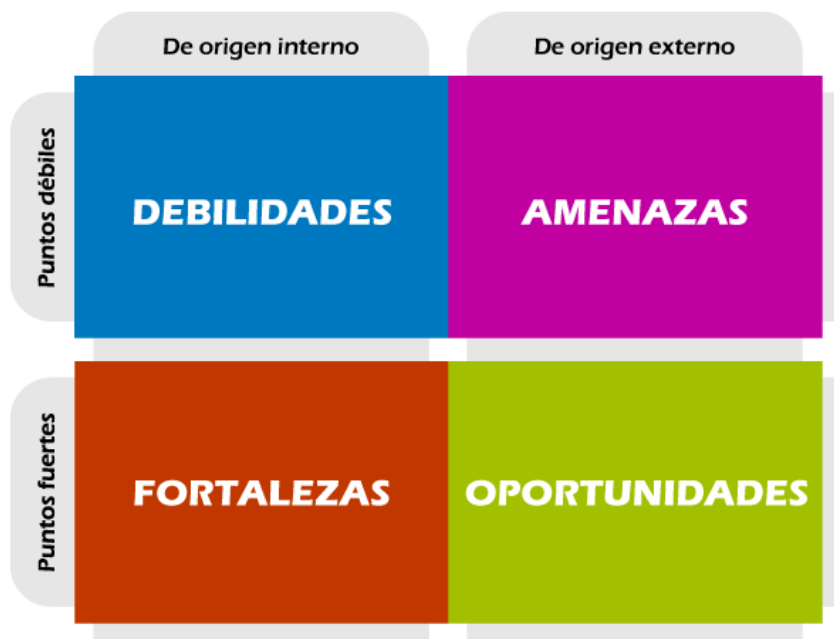 De origen interno
De origen externo
Puntos débiles
DEBILIDADES
AMENAZAS
Puntos fuertes
FORTALEZAS
OPORTUNIDADES